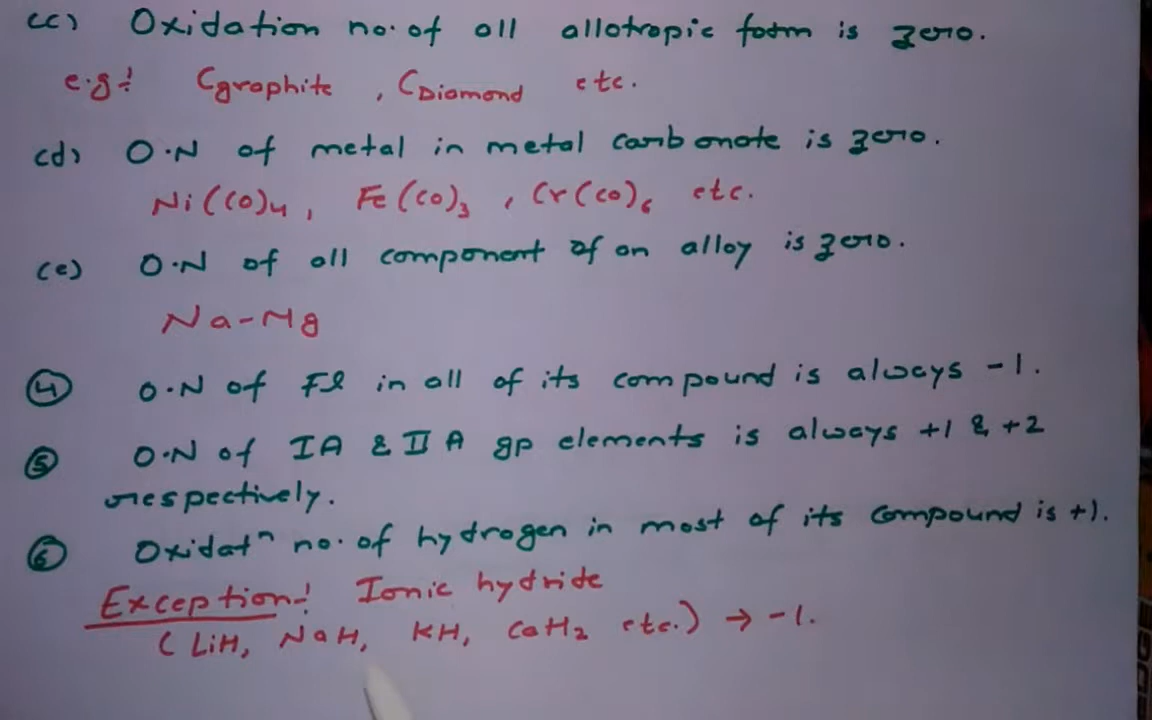 (c) Oxidation no. of all allotropic form is zero.
e.g:- Cgraphite, CDiamond etc.
(d) O.N of metal in metal carbonate is zero.
Ni(CO)4, Fe(CO)3, Cr(CO)6 etc.
(e) O.N of all component of an alloy is zero.
Na-Mg
④ O.N of Fl in all of its compound is always -1.
⑤ O.N of IA & II A gp elements is always +1 & +2
respectively.
⑥ Oxidatⁿ no. of hydrogen in most of its compound is +1.
Exception:- Ionic hydride
(LiH, NaH, KH, CaH2 etc.) → -1.